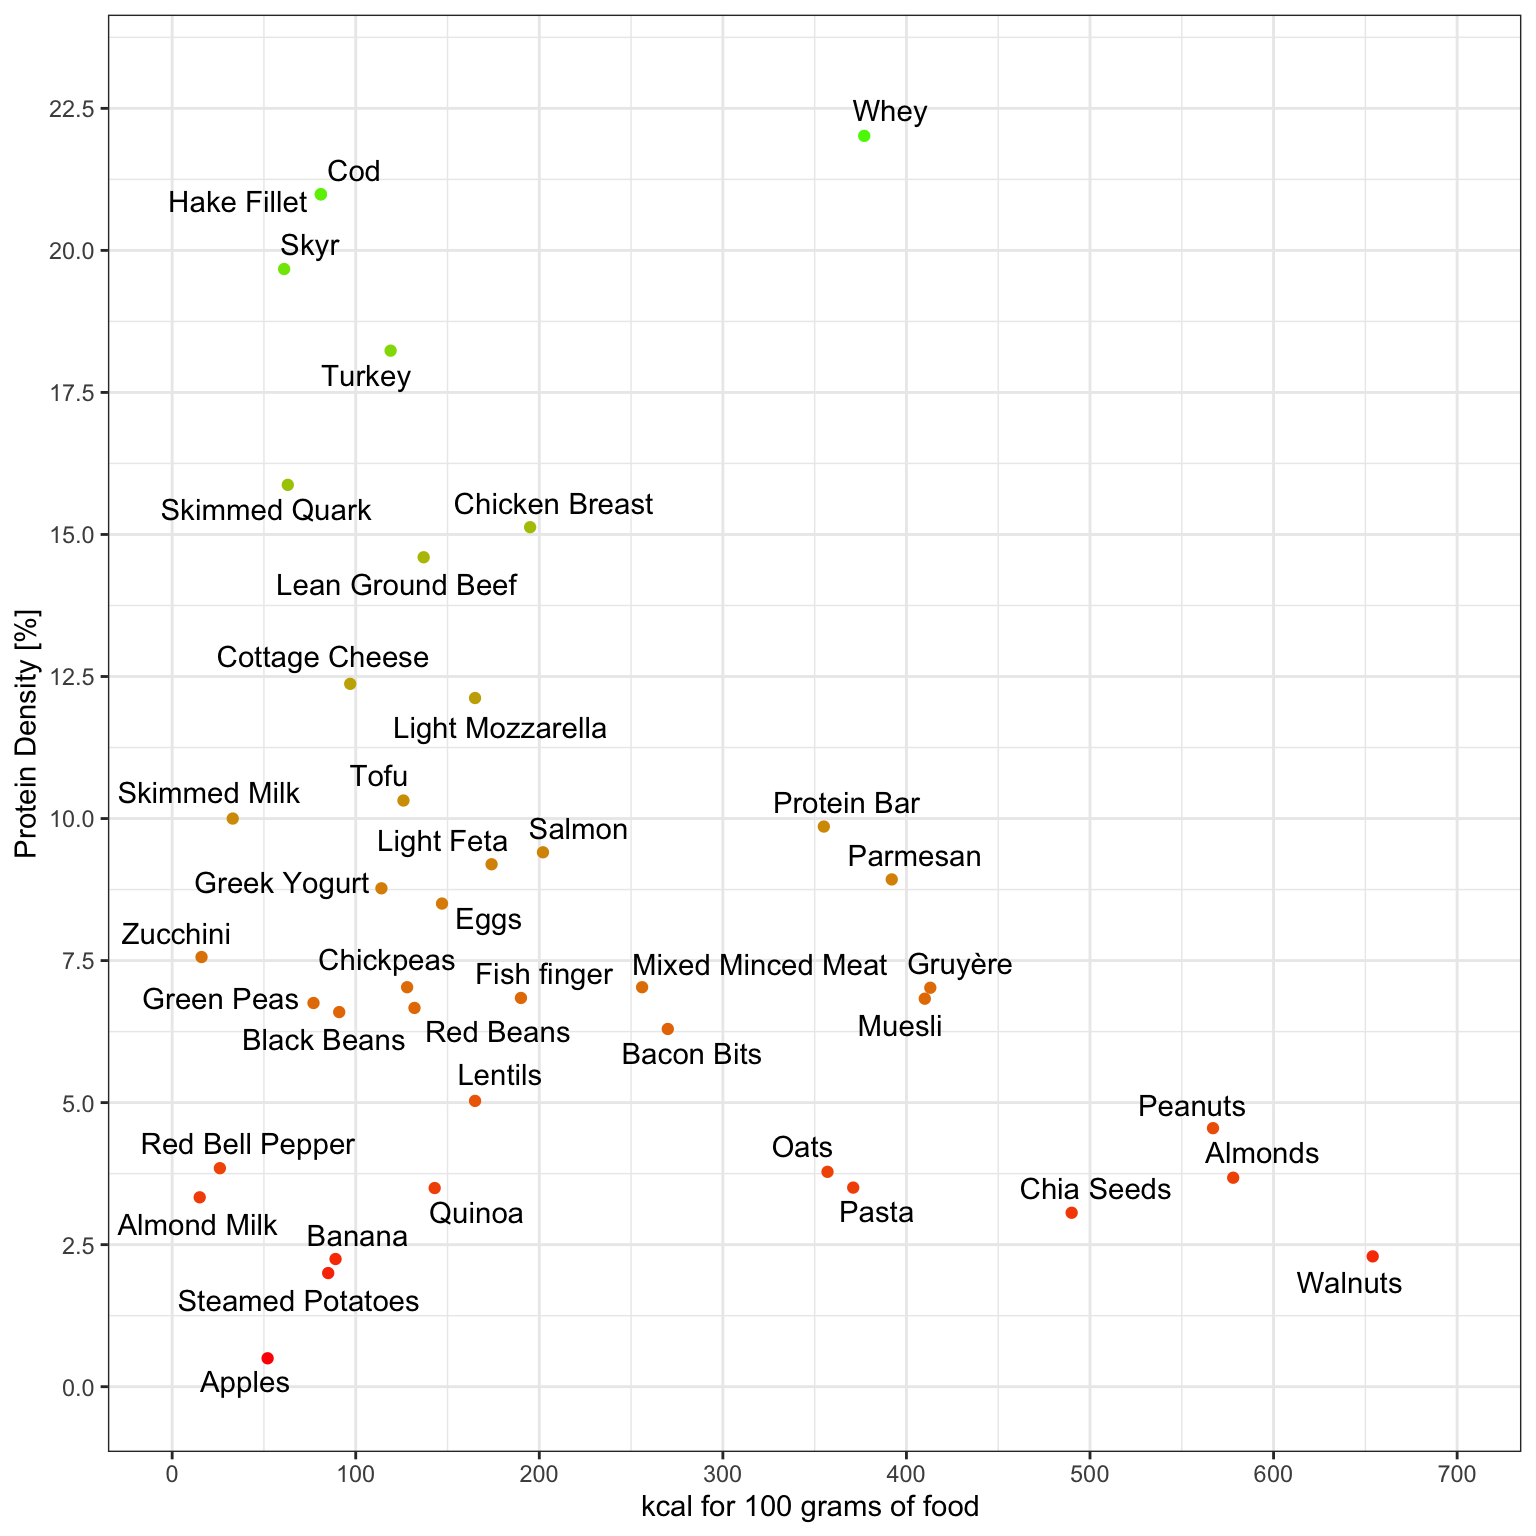 Whey
22.5
Cod
Hake Fillet
Skyr
20.0
Turkey
17.5
Skimmed Quark
Chicken Breast
15.0
Lean Ground Beef
Cottage Cheese
12.5
Light Mozzarella
Tofu
Skimmed Milk
Protein Bar
10.0
Salmon
Light Feta
Parmesan
Greek Yogurt
Eggs
Zucchini
7.5
Chickpeas
Mixed Minced Meat
Gruyère
Fish finger
Green Peas
Muesli
Red Beans
Black Beans
Bacon Bits
Lentils
5.0
Peanuts
Red Bell Pepper
Oats
Almonds
Chia Seeds
Pasta
Quinoa
Almond Milk
Banana
2.5
Walnuts
Steamed Potatoes
Apples
0.0
Protein Density [%]
0 100 200 300 400 500 600 700
kcal for 100 grams of food